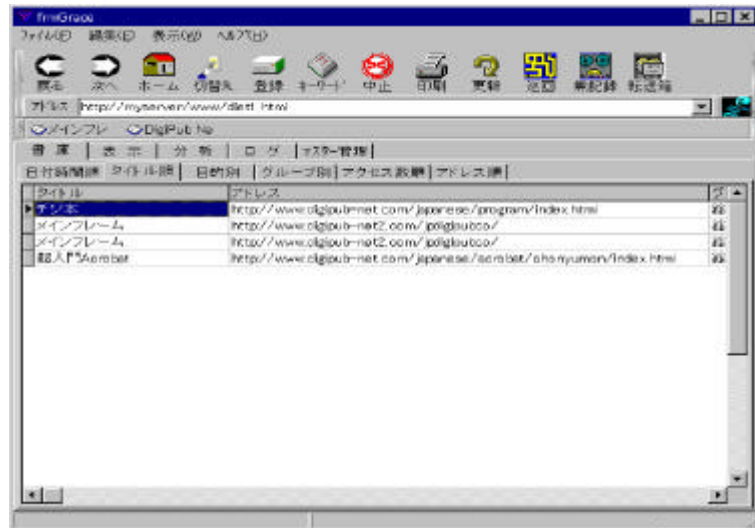 frmGrace
ファイル(F) 編集(E) 表示(W) ヘルプ(H)
戻る 次へ ホーム 切替え 登録 キーワード 中止 印刷 更新 巡回 無記録 転送箱
アドレス http://myserver/www/dlest.html
メインフレ DigiPub Ne
書庫 表示 分析 ログ マスター管理
日付時間順 タイトル順 目的別 グループ別 アクセス数順 アドレス順
タイトル アドレス グ
デジ本 http://www.digipub-net.com/japanese/program/index.html
メインフレーム http://www.digipub-net2.com/jpdigipubco/
メインフレーム http://www.digipub-net2.com/jpdigipubco/
超入門Acrobat http://www.digipub-net.com/japanese/acrobat/chonyumon/index.html